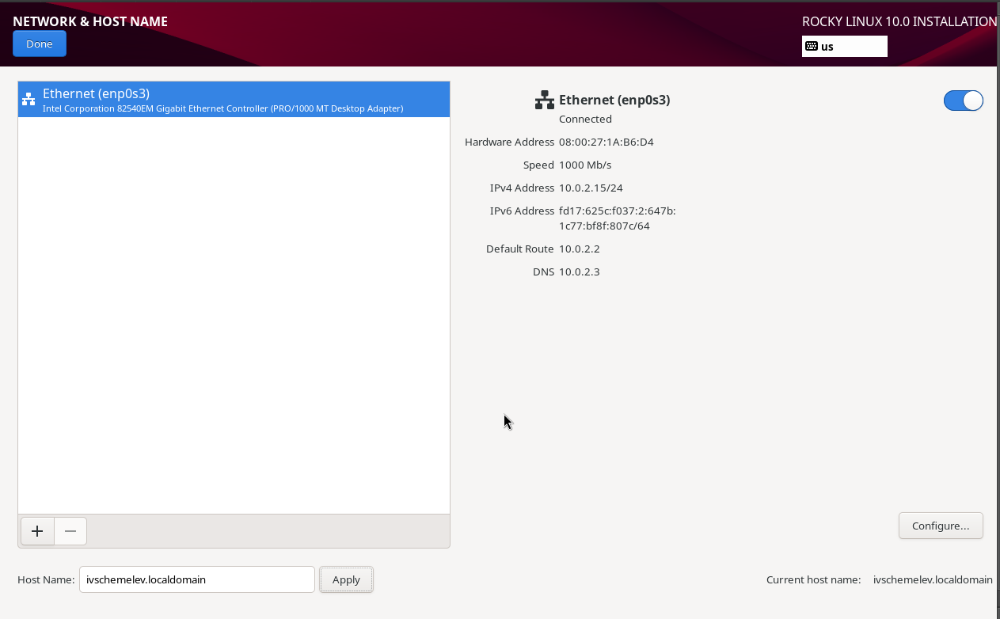 NETWORK & HOST NAME
ROCKY LINUX 10.0 INSTALLATION
Done
us
Ethernet (enp0s3)
Intel Corporation 82540EM Gigabit Ethernet Controller (PRO/1000 MT Desktop Adapter)
Ethernet (enp0s3)
Connected
Hardware Address 08:00:27:1A:B6:D4
Speed 1000 Mb/s
IPv4 Address 10.0.2.15/24
IPv6 Address fd17:625c:f037:2:647b:
1c77:bf8f:807c/64
Default Route 10.0.2.2
DNS 10.0.2.3
Configure...
Host Name: ivschemelev.localdomain Apply
Current host name: ivschemelev.localdomain